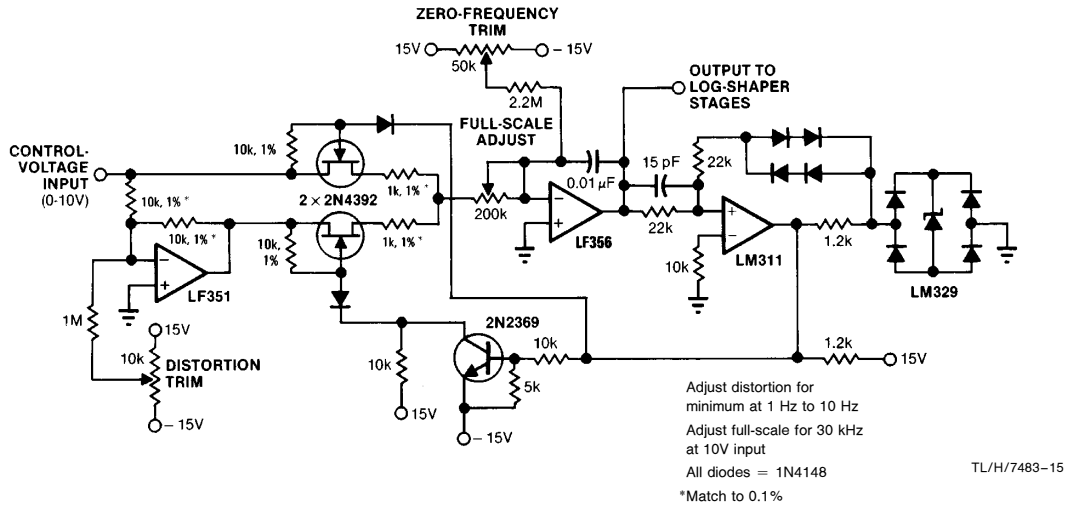 ZERO-FREQUENCY
TRIM
15V
– 15V
50k
2.2M
OUTPUT TO
LOG-SHAPER
STAGES
FULL-SCALE
ADJUST
CONTROL-
VOLTAGE
INPUT
(0-10V)
10k, 1%
10k, 1% *
2 × 2N4392
1k, 1% *
200k
0.01 μF
15 pF
22k
–
+
LF356
22k
+
–
LM311
1.2k
10k, 1% *
10k,
1%
1k, 1% *
–
+
LF351
10k
LM329
1M
15V
10k
DISTORTION
TRIM
– 15V
2N2369
10k
10k
5k
15V
– 15V
1.2k
15V
Adjust distortion for
minimum at 1 Hz to 10 Hz
Adjust full-scale for 30 kHz
at 10V input
All diodes = 1N4148
*Match to 0.1%
TL/H/7483–15